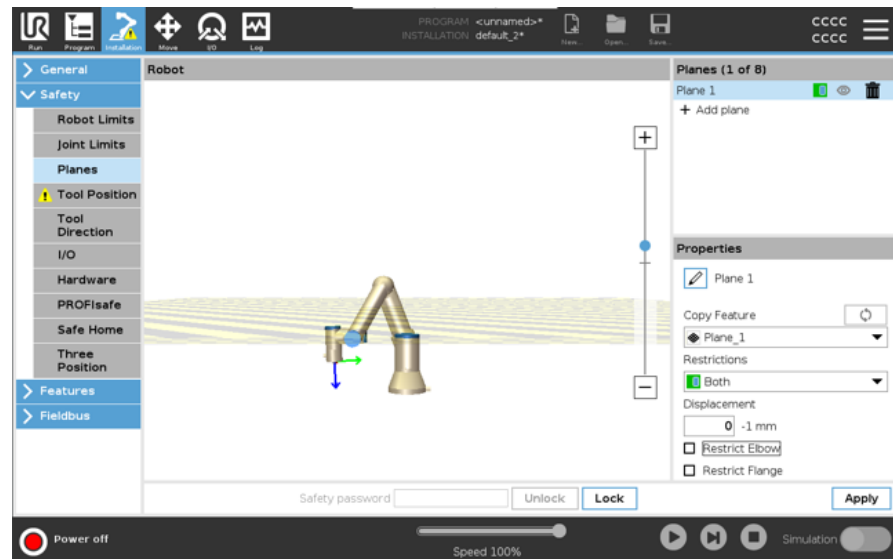 UR
PROGRAM <unnamed>*
INSTALLATION default_2*
CCCC
CCCC
Run
Program
Installation
Move
I/O
Log
New...
Open...
Save...
General
Safety
Robot Limits
Joint Limits
Planes
Tool Position
Tool
Direction
I/O
Hardware
PROFIsafe
Safe Home
Three
Position
Features
Fieldbus
Robot
Planes (1 of 8)
Plane 1
+ Add plane
Properties
Plane 1
Copy Feature
Plane_1
Restrictions
Both
Displacement
0 -1 mm
Restrict Elbow
Restrict Flange
Safety password
Unlock
Lock
Apply
Power off
Speed 100%
Simulation